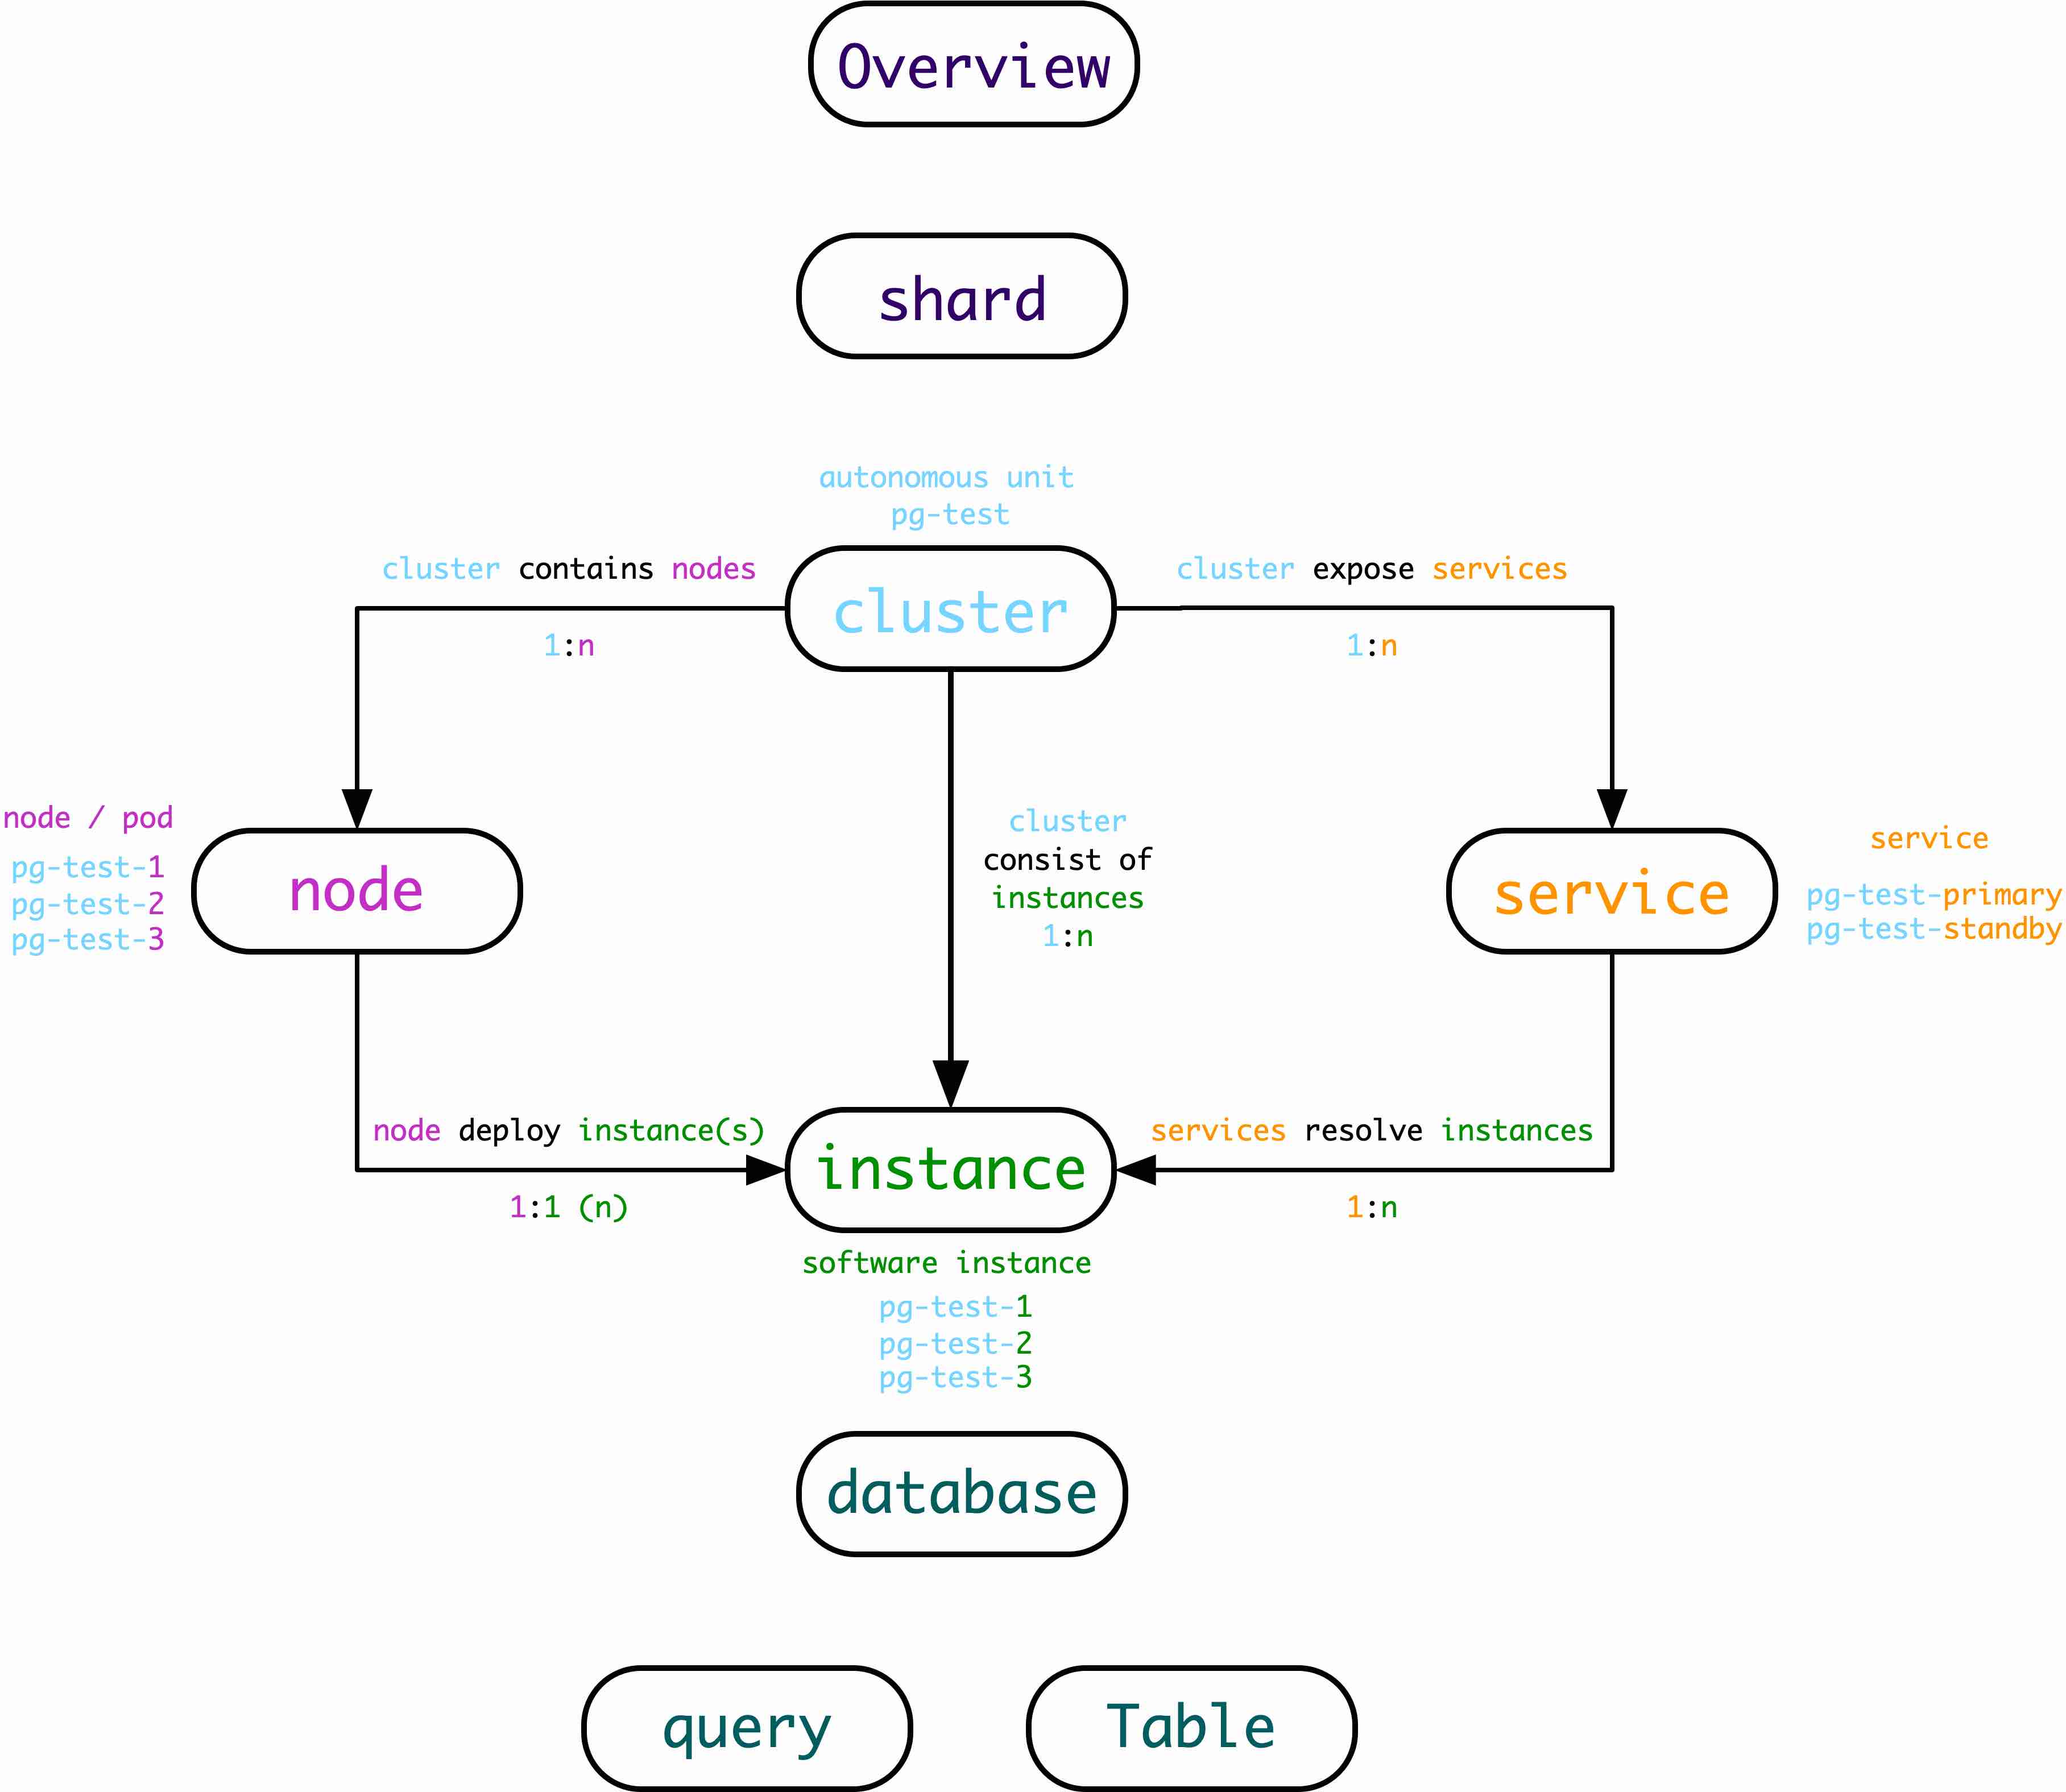 Overview
shard
autonomous unit
pg-test
cluster contains nodes
cluster
cluster expose services
1:n
1:n
node / pod
pg-test-1
pg-test-2
pg-test-3
node
cluster
consist of
instances
1:n
service
service
pg-test-primary
pg-test-standby
node deploy instance(s)
1:1 (n)
instance
services resolve instances
1:n
software instance
pg-test-1
pg-test-2
pg-test-3
database
query
Table